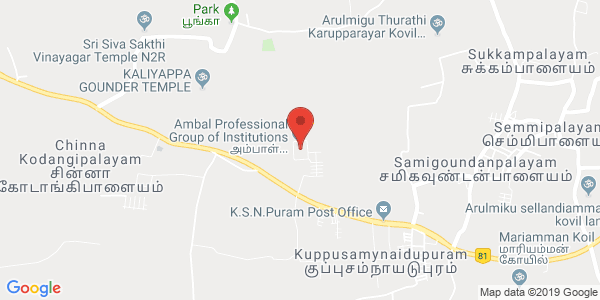 Park
பூங்கா
Arulmigu Thurathi
Karupparayar Kovil...
Sri Siva Sakthi
Vinayagar Temple N2R
Sukkampalayam
சுக்கம்பாளையம்
KALIYAPPA
GOUNDER TEMPLE
Ambal Professional
Group of Institutions
அம்பாள்...
Semmipalayam
செம்மிபாளையம்
Chinna
Kodangipalayam
சின்னா
கோடாங்கிபாளையம்
Samigoundanpalayam
சமிகவுண்டன்பாளையம்
K.S.N.Puram Post Office
Arulmiku sellandiamm
kovil lan
Mariamman Koil
மாரியம்மன்
கோயில்
81
Kuppusamynaidupuram
குப்புசம்நாயடுபுரம்
Google
Map data ©2019 Google